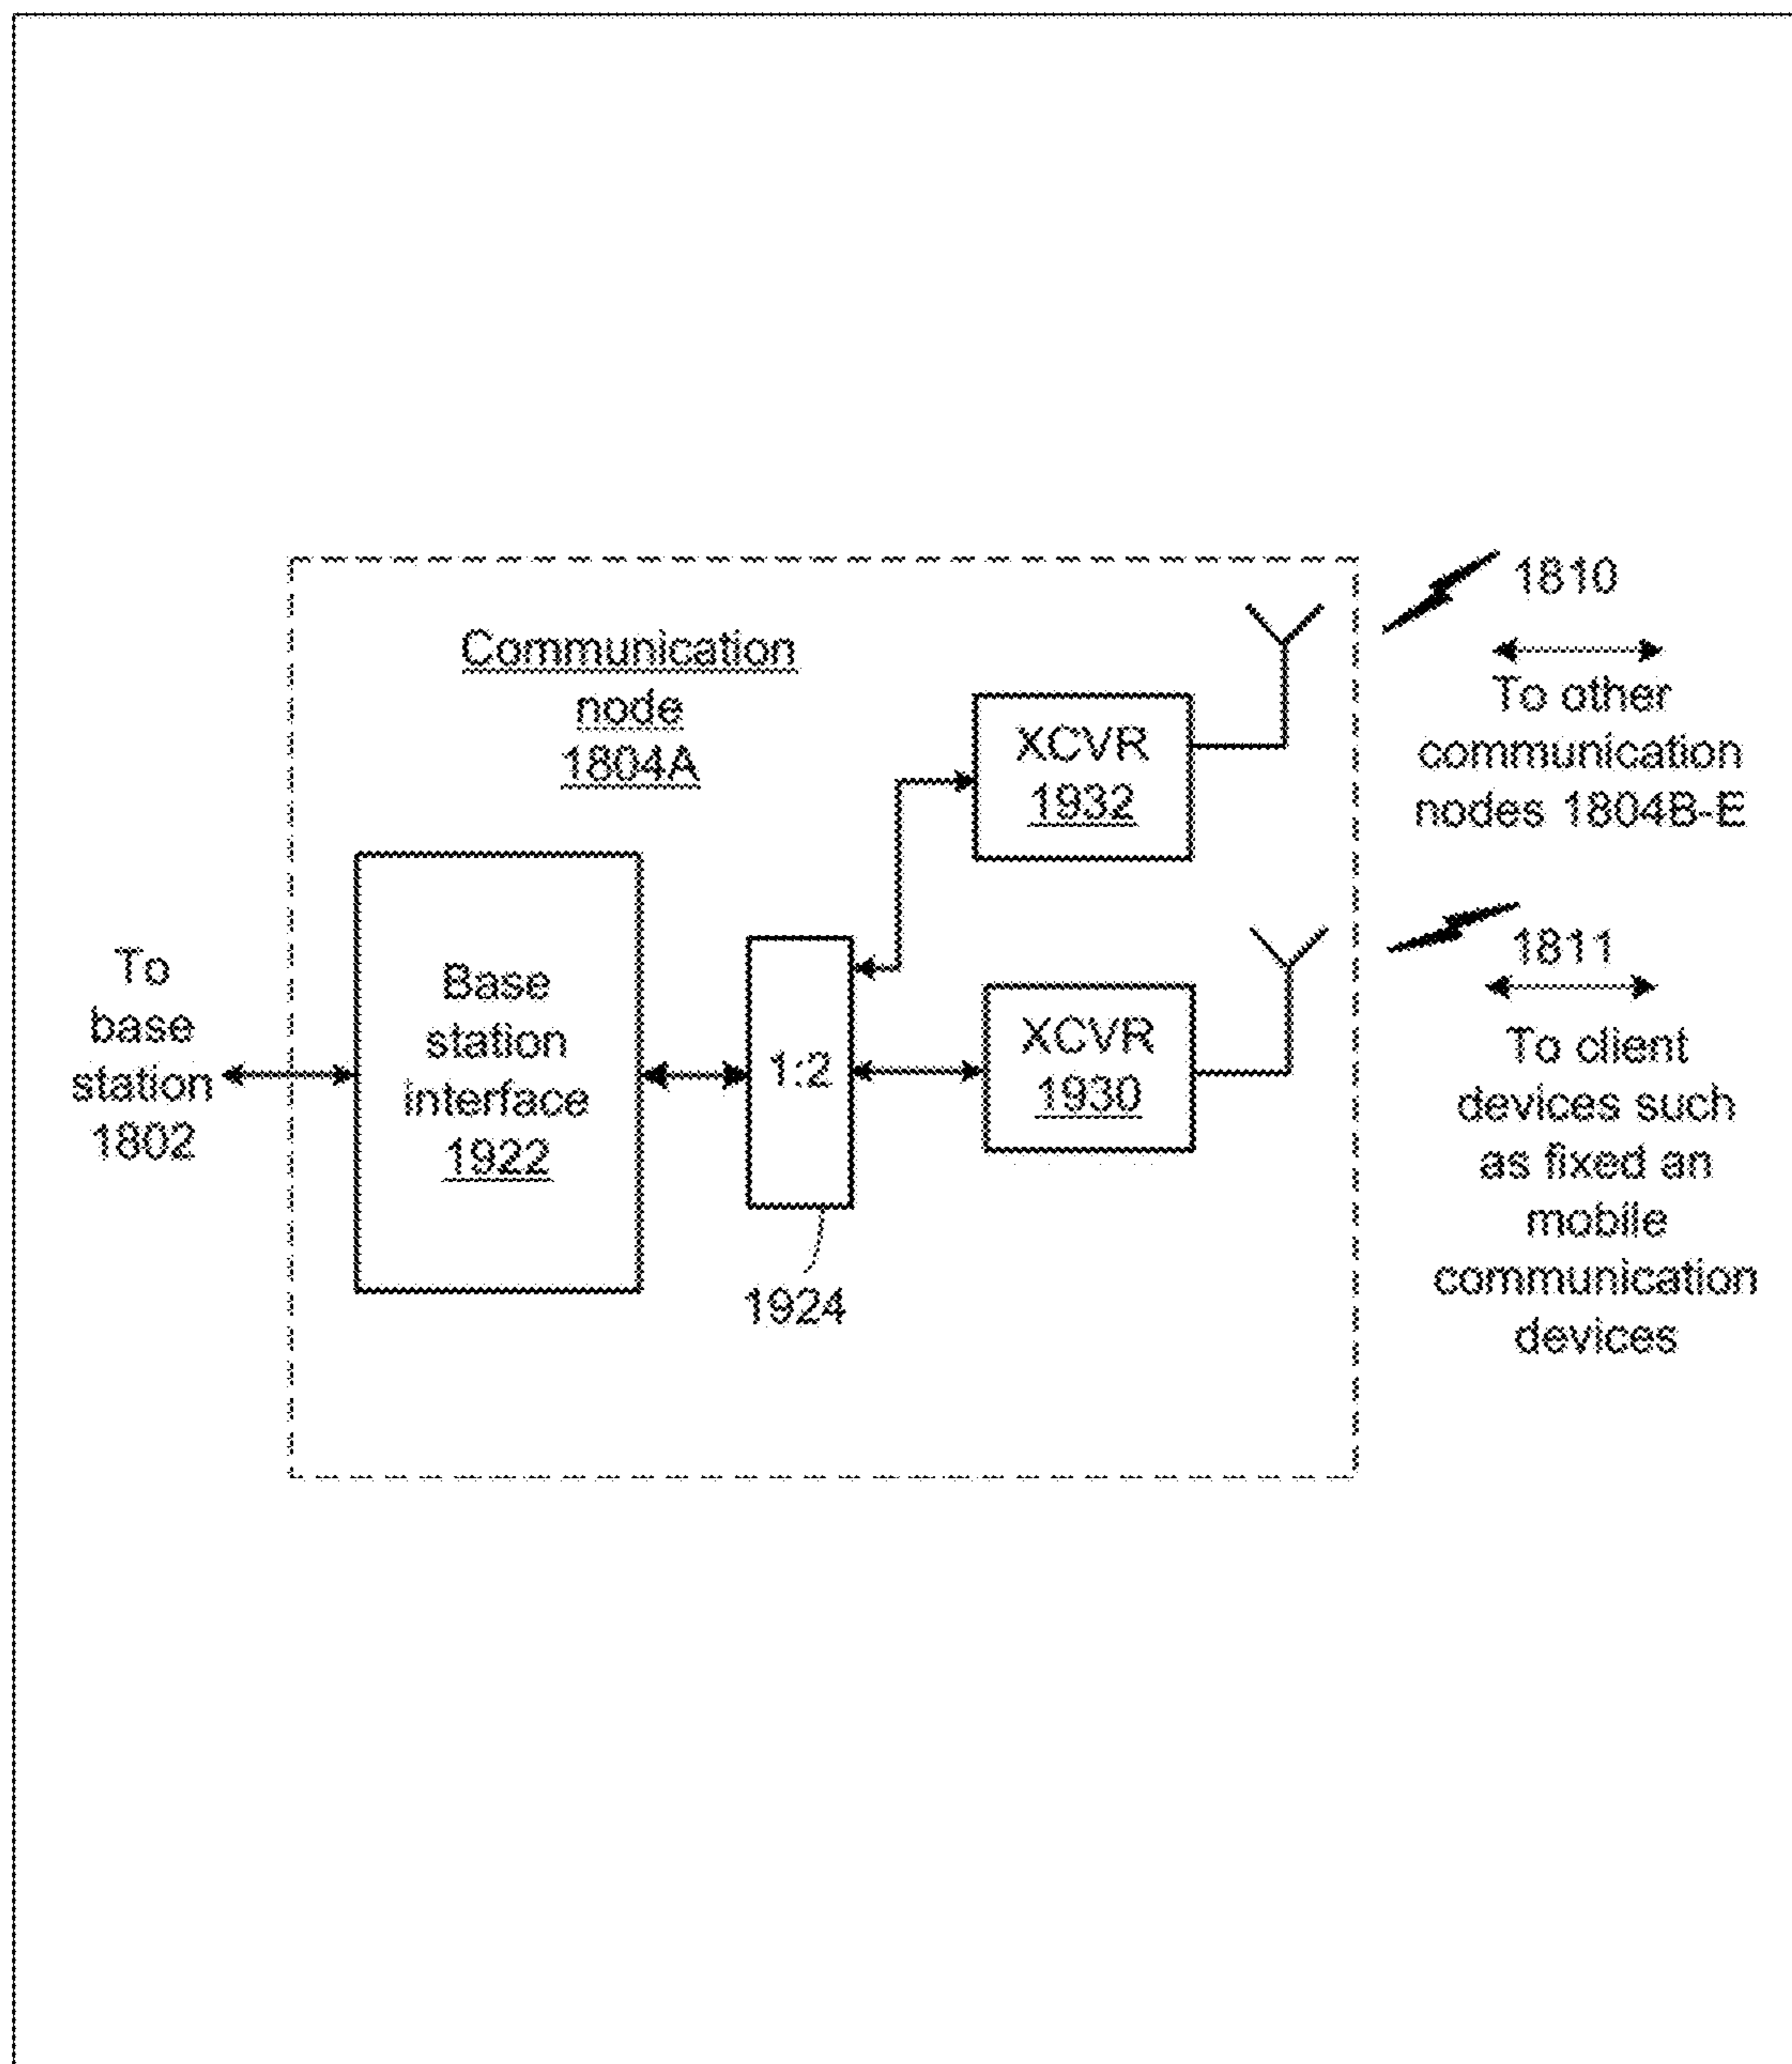 Communication
node
1804A
To
base
station
1802
Base
station
interface
1922
1:2
1924
XCVR
1932
XCVR
1930
1810
To other
communication
nodes 1804B-E
1811
To client
devices such
as fixed an
mobile
communication
devices